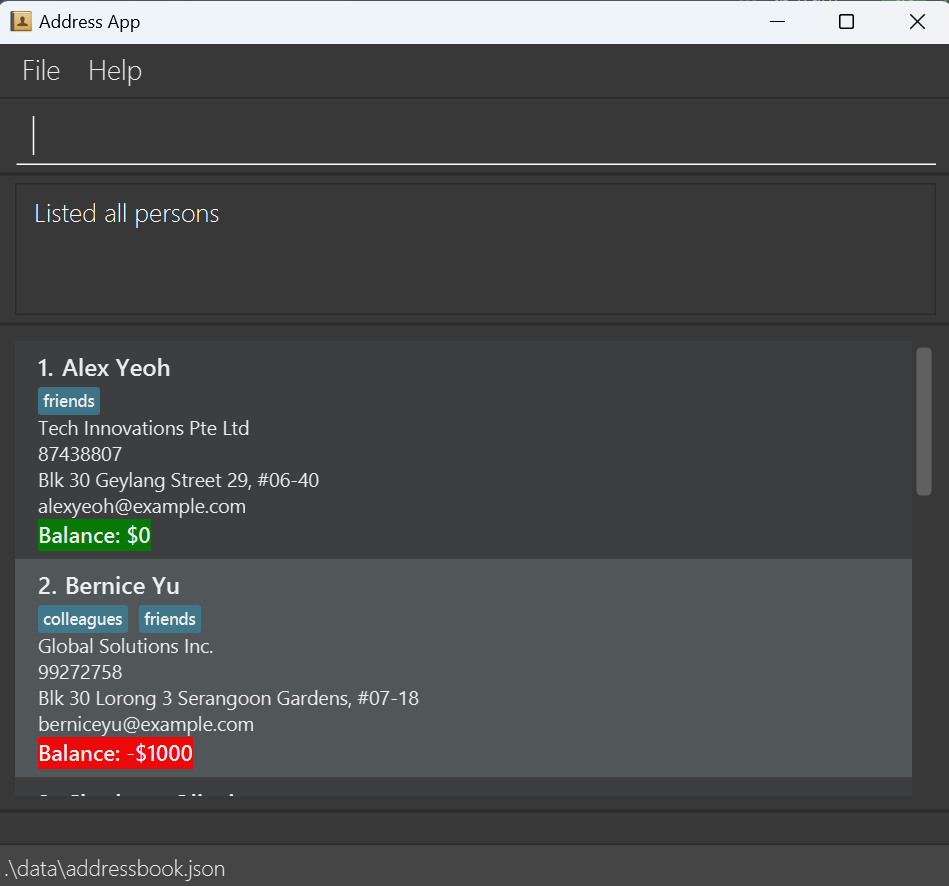 Address App
File Help
Listed all persons
1. Alex Yeoh
friends
Tech Innovations Pte Ltd
87438807
Blk 30 Geylang Street 29, #06-40
alexyeoh@example.com
Balance: $0
2. Bernice Yu
colleagues friends
Global Solutions Inc.
99272758
Blk 30 Lorong 3 Serangoon Gardens, #07-18
berniceyu@example.com
Balance: -$1000
.\data\addressbook.json